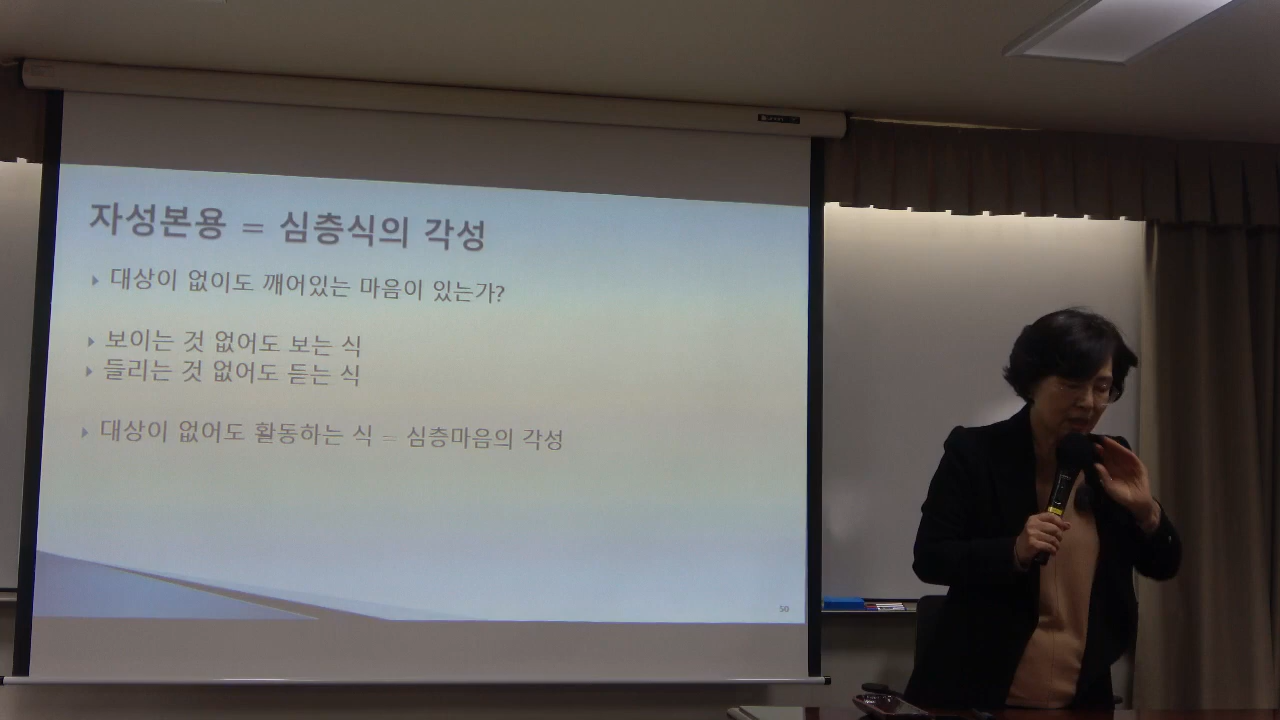 자성본용 = 심층식의 각성
대상이 없이도 깨어있는 마음이 있는가?
보이는 것 없어도 보는 식
들리는 것 없어도 듣는 식
대상이 없어도 활동하는 식 = 심층마음의 각성
50